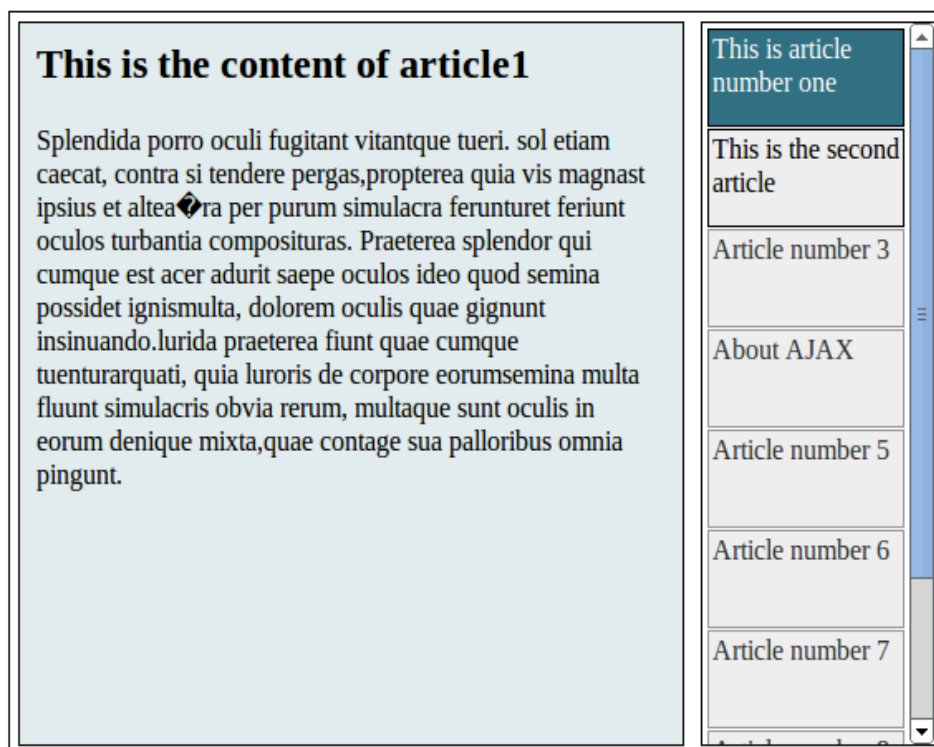 This is the content of article1
Splendida porro oculi fugitant vitantque tueri. sol etiam
caecat, contra si tendere pergas,propterea quia vis magnast
ipsius et altea�ra per purum simulacra ferunturet feriunt
oculos turbantia composituras. Praeterea splendor qui
cumque est acer adurit saepe oculos ideo quod semina
possidet ignismulta, dolorem oculis quae gignunt
insinuando.lurida praeterea fiunt quae cumque
tuenturarquati, quia luroris de corpore eorumsemina multa
fluunt simulacris obvia rerum, multaque sunt oculis in
eorum denique mixta,quae contage sua palloribus omnia
pingunt.
This is article
number one
This is the second
article
Article number 3
About AJAX
Article number 5
Article number 6
Article number 7